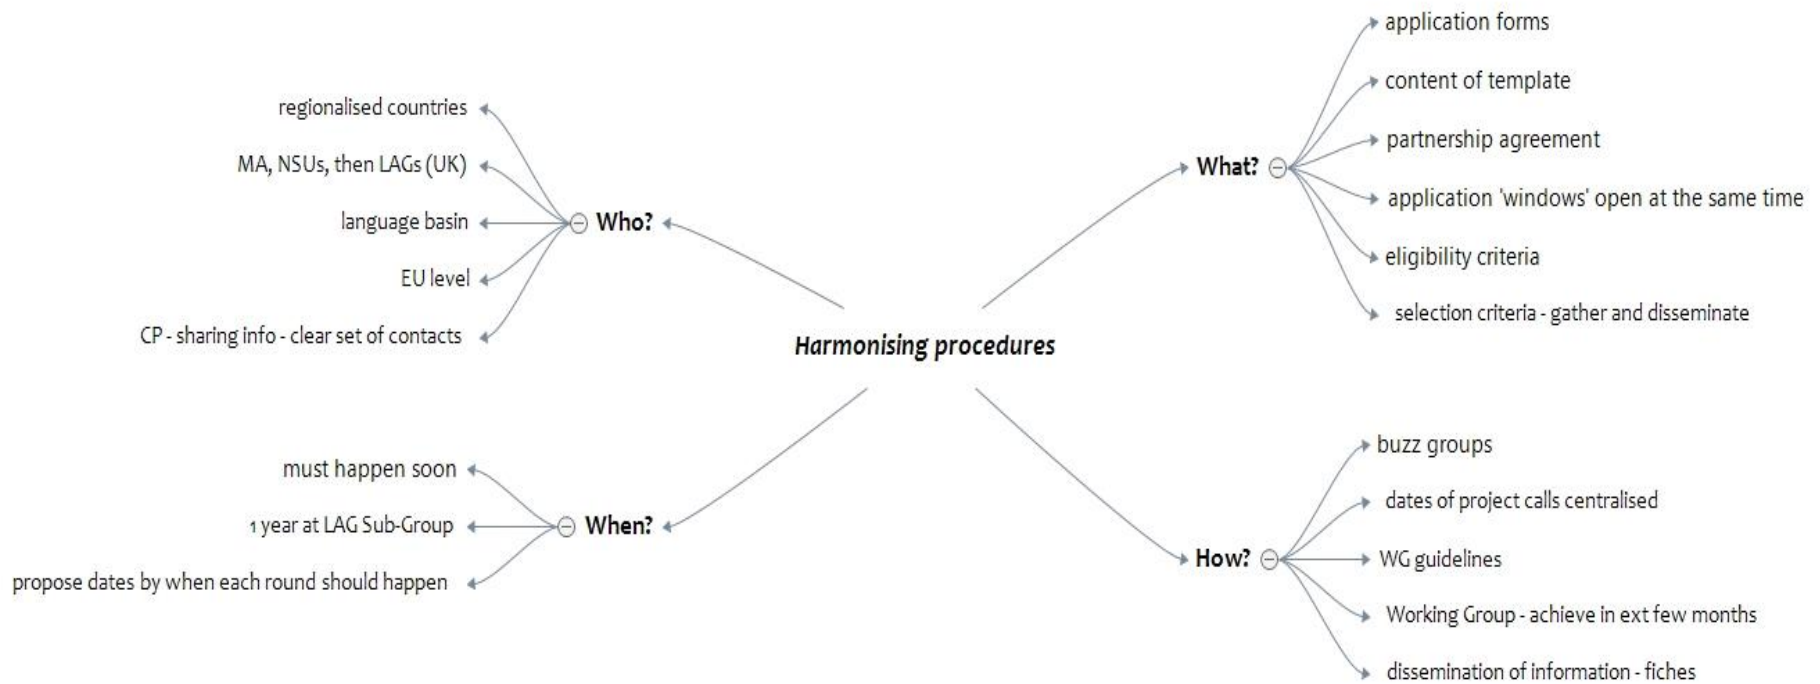 Harmonising procedures
Who?
regionalised countries
MA, NSUs, then LAGs (UK)
language basin
EU level
CP - sharing info - clear set of contacts
What?
application forms
content of template
partnership agreement
application 'windows' open at the same time
eligibility criteria
selection criteria - gather and disseminate
When?
must happen soon
1 year at LAG Sub-Group
propose dates by when each round should happen
How?
buzz groups
dates of project calls centralised
WG guidelines
Working Group - achieve in ext few months
dissemination of information - fiches